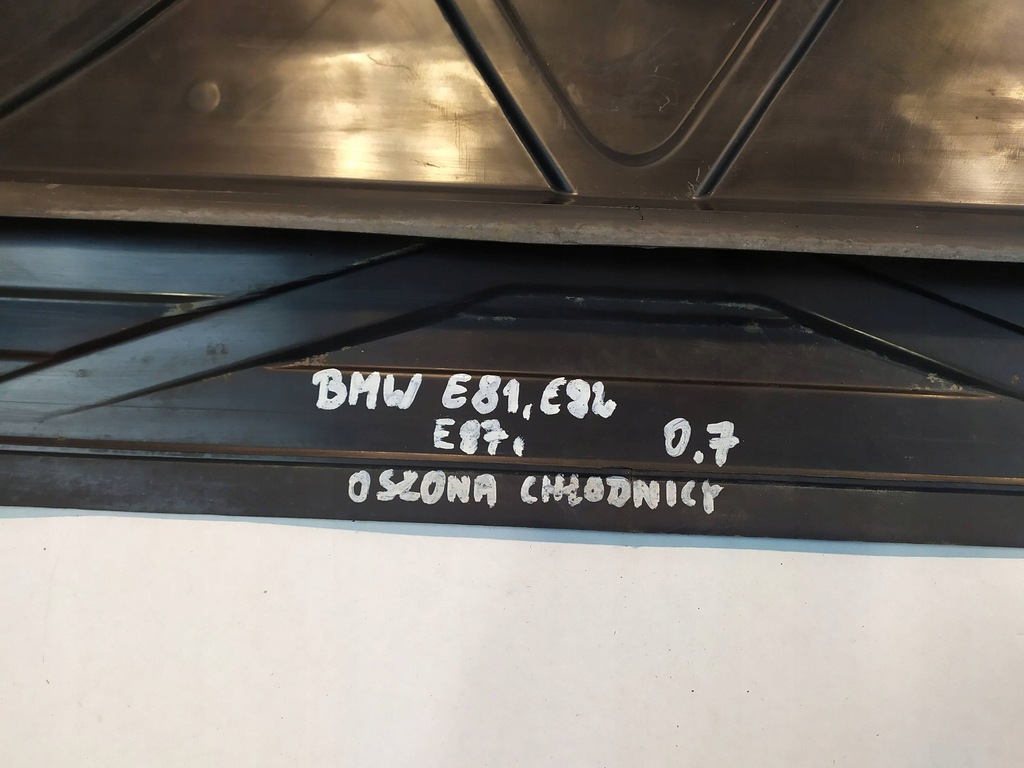 BMW E81, E82
E87, 0.7
OSŁONA CHŁODNICY